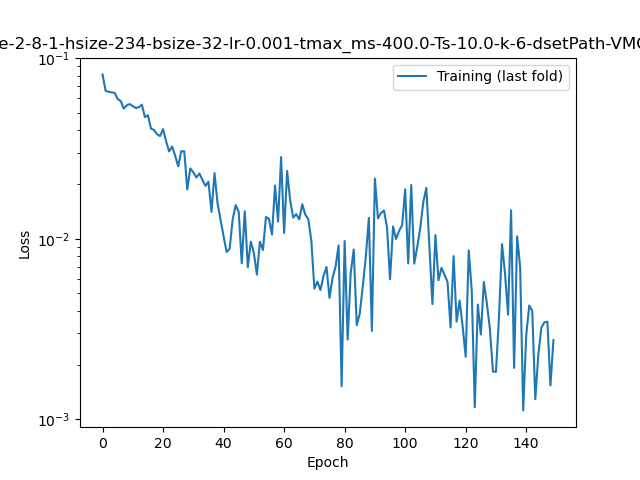 e-2-8-1-hsize-234-bsize-32-lr-0.001-tmax_ms-400.0-Ts-10.0-k-6-dsetPath-VMC
Training (last fold)
Loss
10^-1
10^-2
10^-3
0 20 40 60 80 100 120 140
Epoch